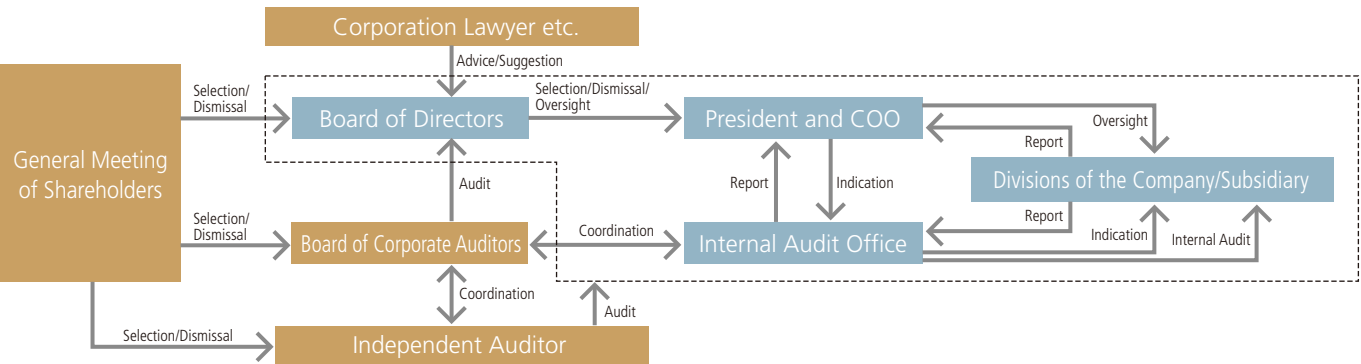 Corporation Lawyer etc.
Advice/Suggestion
Selection/
Dismissal
Board of Directors
Selection/Dismissal/
Oversight
President and COO
Oversight
Report
General Meeting
of Shareholders
Audit
Report
Indication
Divisions of the Company/Subsidiary
Report
Selection/
Dismissal
Board of Corporate Auditors
Coordination
Internal Audit Office
Indication
Internal Audit
Coordination
Audit
Selection/Dismissal
Independent Auditor